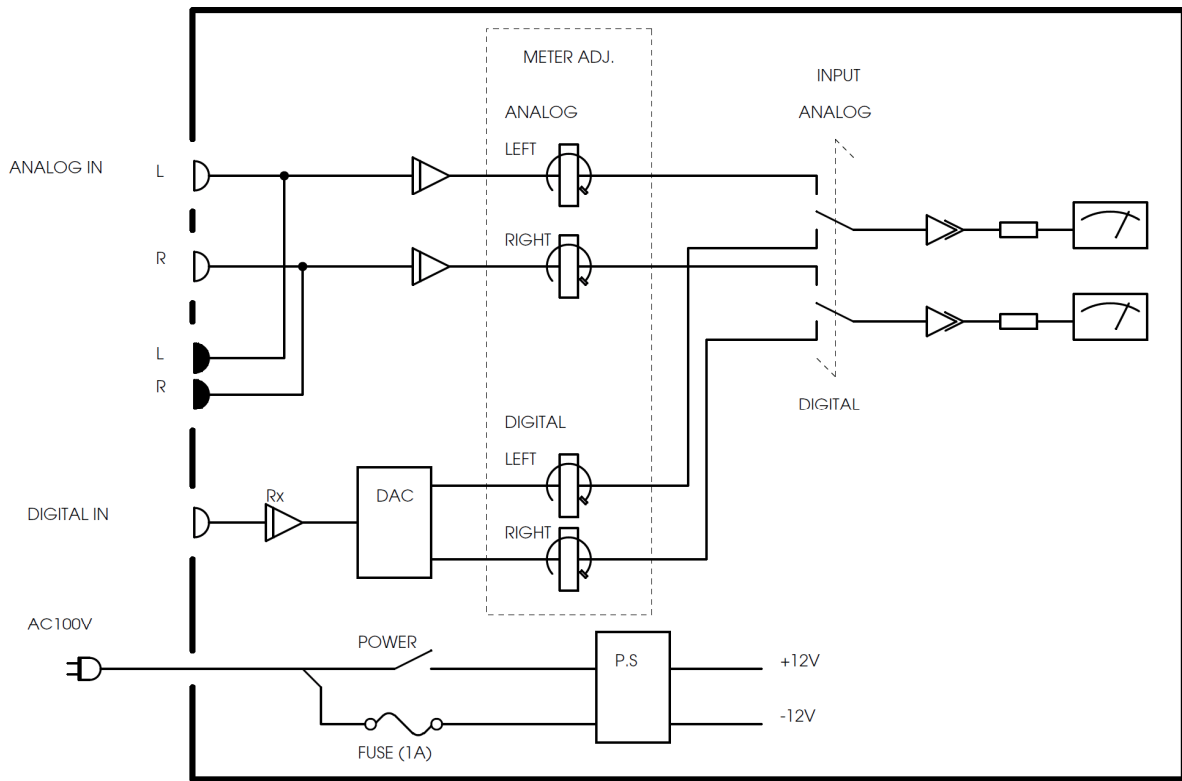 METER ADJ.
INPUT
ANALOG
ANALOG
LEFT
ANALOG IN
L
RIGHT
R
L
R
DIGITAL
DIGITAL
LEFT
Rx
DAC
DIGITAL IN
RIGHT
AC100V
POWER
P.S
+12V
-12V
FUSE (1A)